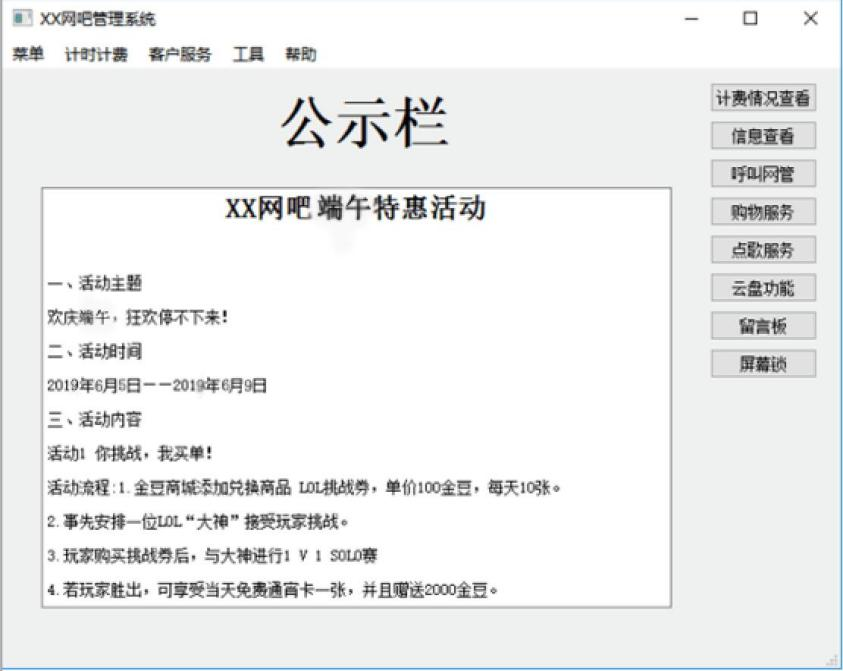 XX网吧管理系统
菜单 计时计费 客户服务 工具 帮助
公示栏
XX网吧 端午特惠活动
一、活动主题
欢庆端午，狂欢停不下来！
二、活动时间
2019年6月5日——2019年6月9日
三、活动内容
活动1 你挑战，我买单！
活动流程:1.金豆商城添加兑换商品 LOL挑战券，单价100金豆，每天10张。
2.事先安排一位LOL“大神”接受玩家挑战。
3.玩家购买挑战券后，与大神进行1 V 1 SOLO赛
4.若玩家胜出，可享受当天免费通宵卡一张，并且赠送2000金豆。
计费情况查看
信息查看
呼叫网管
购物服务
点歌服务
云盘功能
留言板
屏幕锁